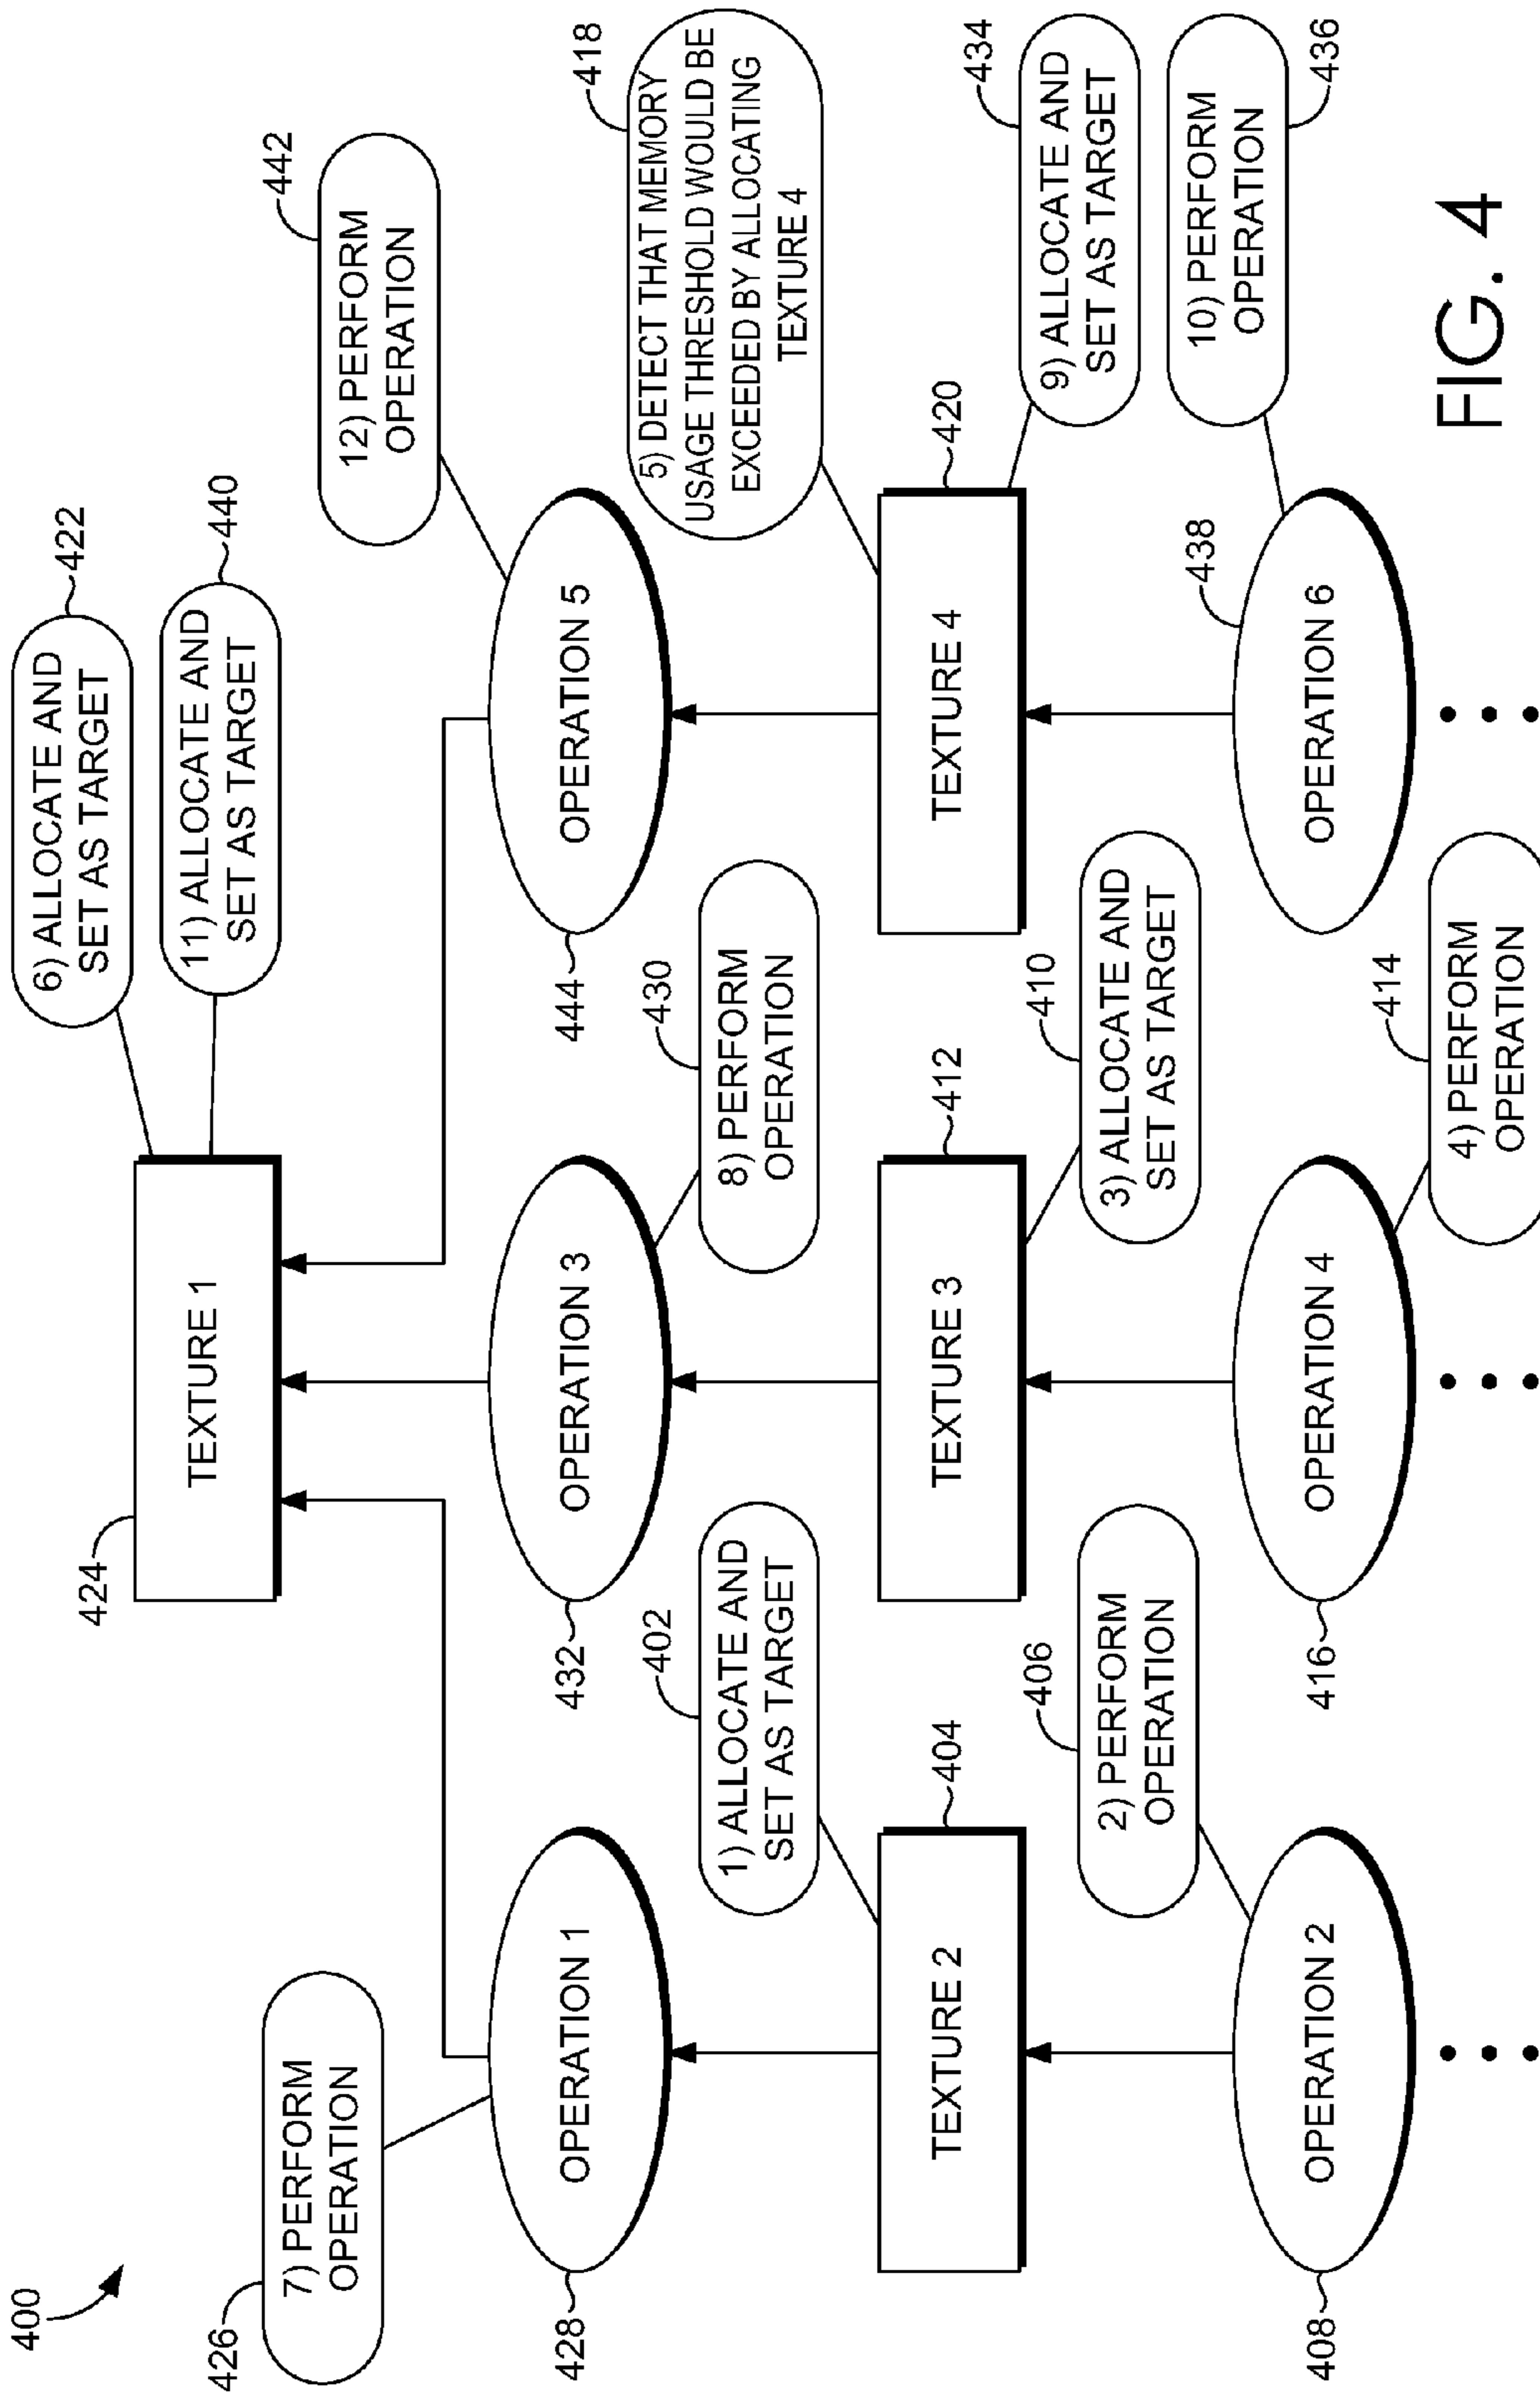 400
426
7) PERFORM
OPERATION
424
TEXTURE 1
6) ALLOCATE AND
SET AS TARGET
422
11) ALLOCATE AND
SET AS TARGET
440
442
12) PERFORM
OPERATION
428
OPERATION 1
432
OPERATION 3
444
OPERATION 5
402
1) ALLOCATE AND
SET AS TARGET
430
8) PERFORM
OPERATION
418
5) DETECT THAT MEMORY
USAGE THRESHOLD WOULD BE
EXCEEDED BY ALLOCATING
TEXTURE 4
TEXTURE 2
404
TEXTURE 3
412
TEXTURE 4
420
406
2) PERFORM
OPERATION
410
3) ALLOCATE AND
SET AS TARGET
434
9) ALLOCATE AND
SET AS TARGET
408
OPERATION 2
416
OPERATION 4
438
OPERATION 6
10) PERFORM
OPERATION
436
414
4) PERFORM
OPERATION
FIG. 4